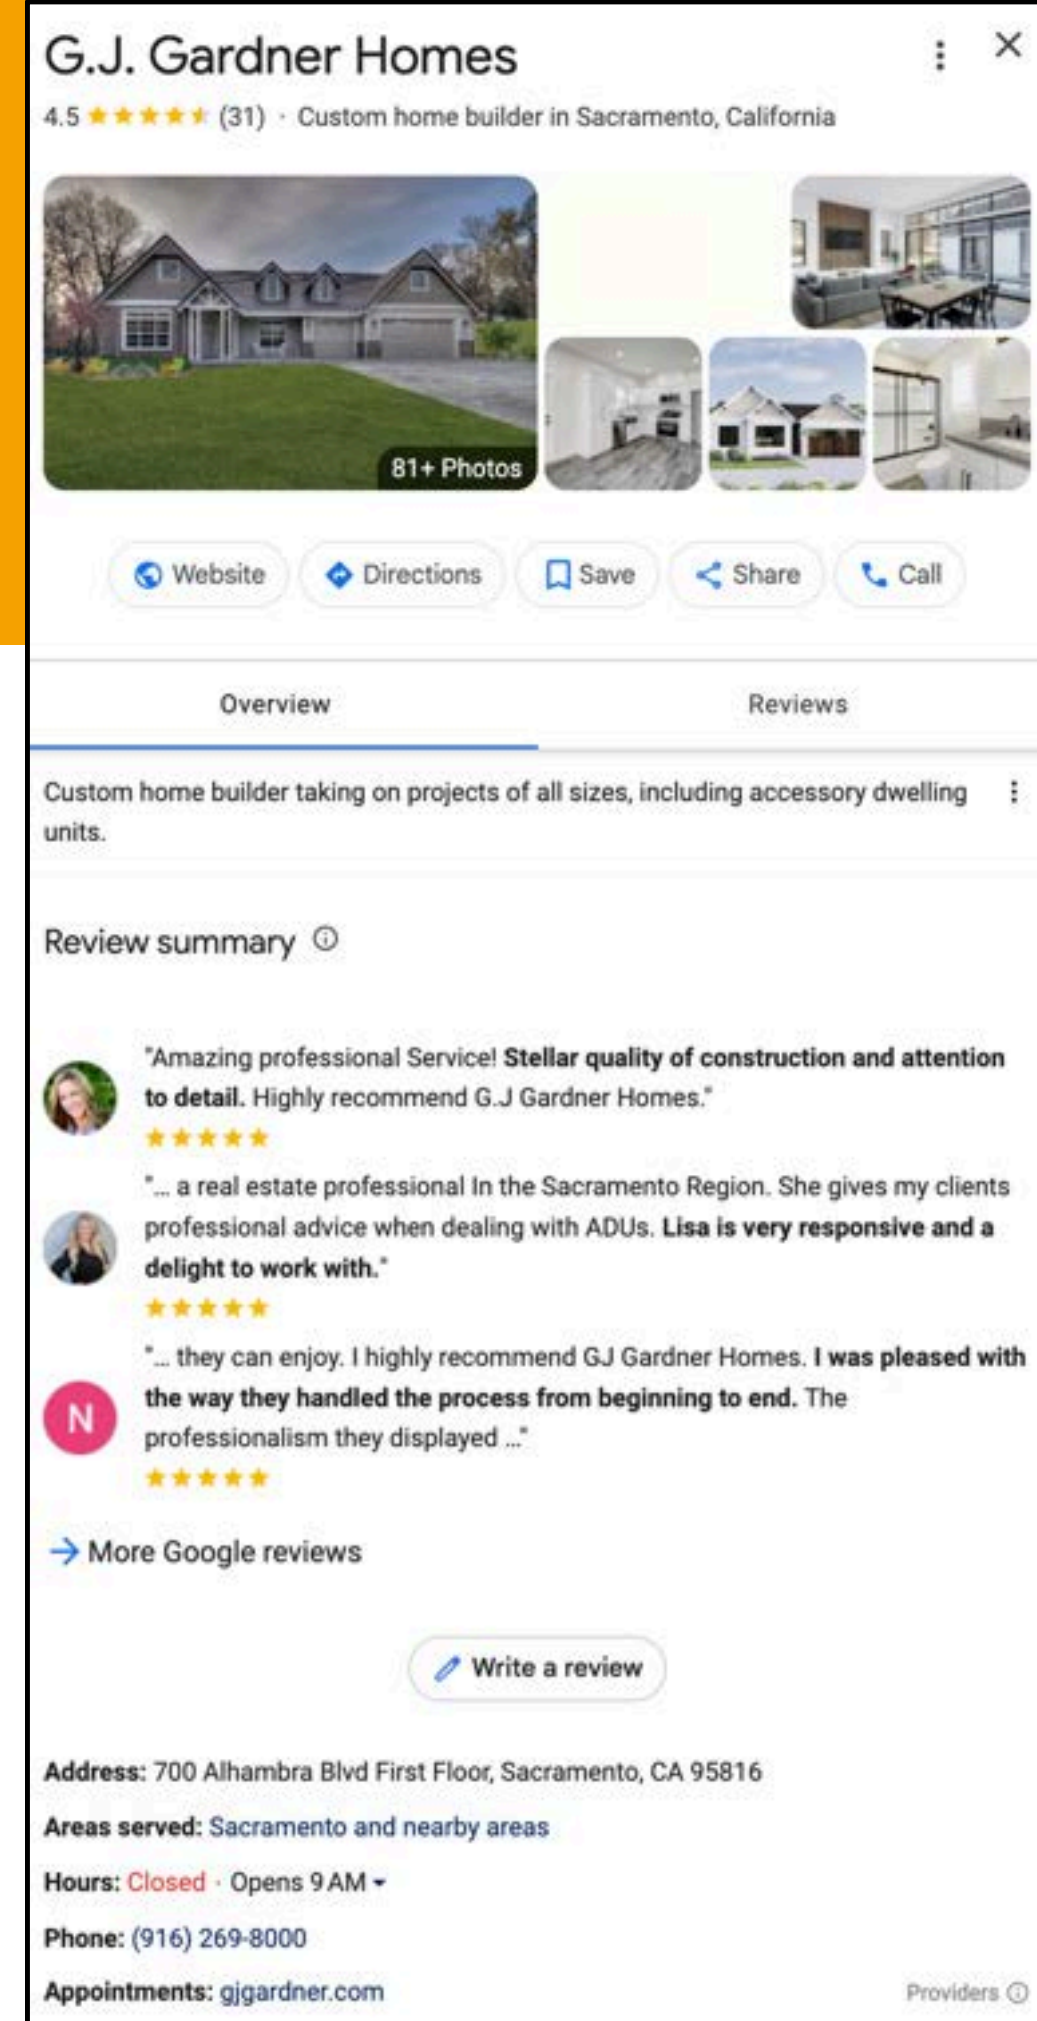 G.J. Gardner Homes
4.5 (31) · Custom home builder in Sacramento, California
81+ Photos
Website
Directions
Save
Share
Call
Overview
Reviews
Custom home builder taking on projects of all sizes, including accessory dwelling
units.
Review summary
"Amazing professional Service! Stellar quality of construction and attention
to detail. Highly recommend G.J Gardner Homes."
"... a real estate professional In the Sacramento Region. She gives my clients
professional advice when dealing with ADUs. Lisa is very responsive and a
delight to work with."
"... they can enjoy. I highly recommend GJ Gardner Homes. I was pleased with
N
the way they handled the process from beginning to end. The
professionalism they displayed ..."
More Google reviews
Write a review
Address: 700 Alhambra Blvd First Floor, Sacramento, CA 95816
Areas served: Sacramento and nearby areas
Hours: Closed · Opens 9 AM
Phone: (916) 269-8000
Appointments: gjgardner.com
Providers